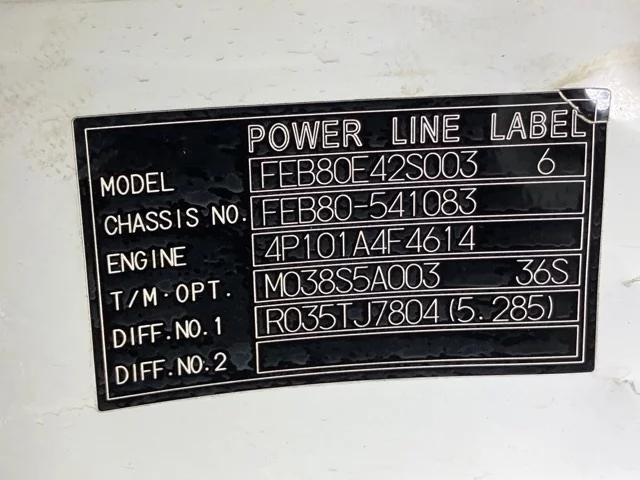 POWER LINE LABEL
MODEL FEB80E42S003 6
CHASSIS NO. FEB80-541083
ENGINE 4P101A4F4614
T/M·OPT. M038S5A003 36S
DIFF.NO.1 R035TJ7804(5.285)
DIFF.NO.2